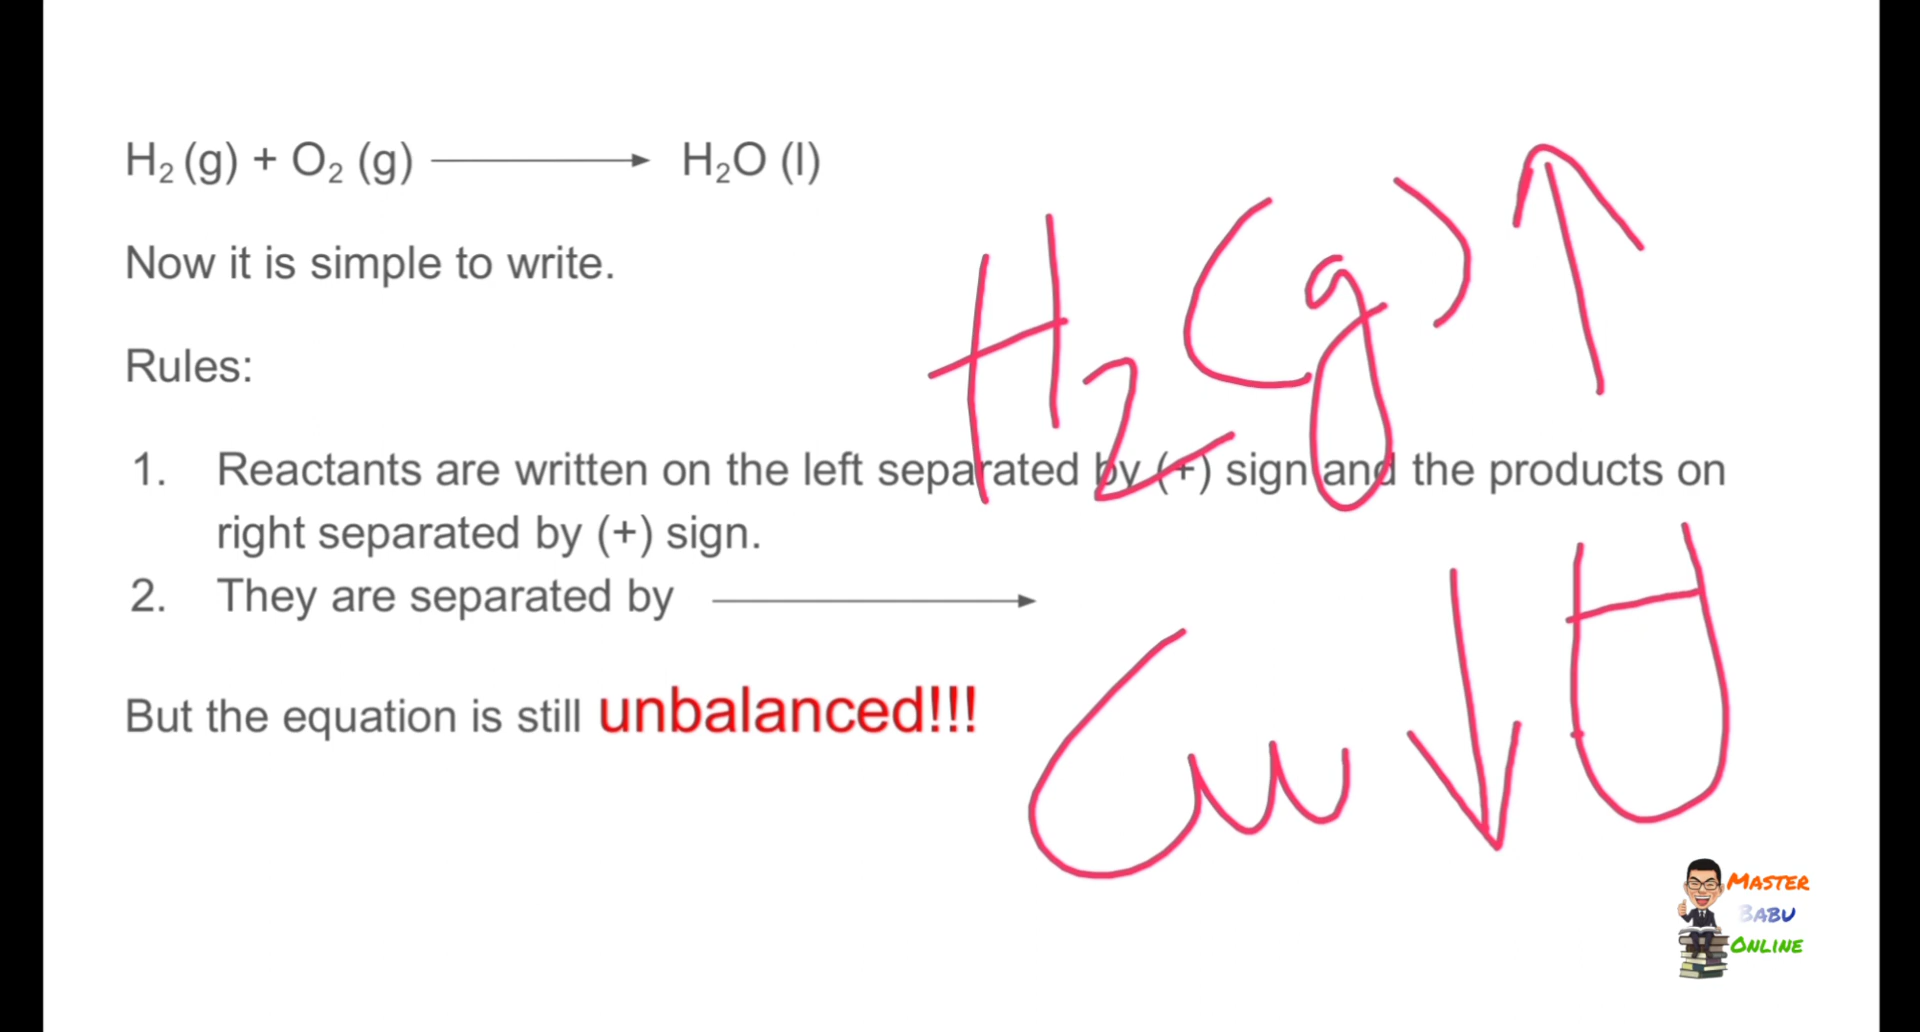 H₂ (g) + O₂ (g) ⟶ H₂O (l)
H₂(g)↑
Now it is simple to write.
Rules:
1. Reactants are written on the left separated by (+) sign and the products on
right separated by (+) sign.
2. They are separated by ⟶
Cu↓
But the equation is still unbalanced!!!
MASTER
BABU
ONLINE